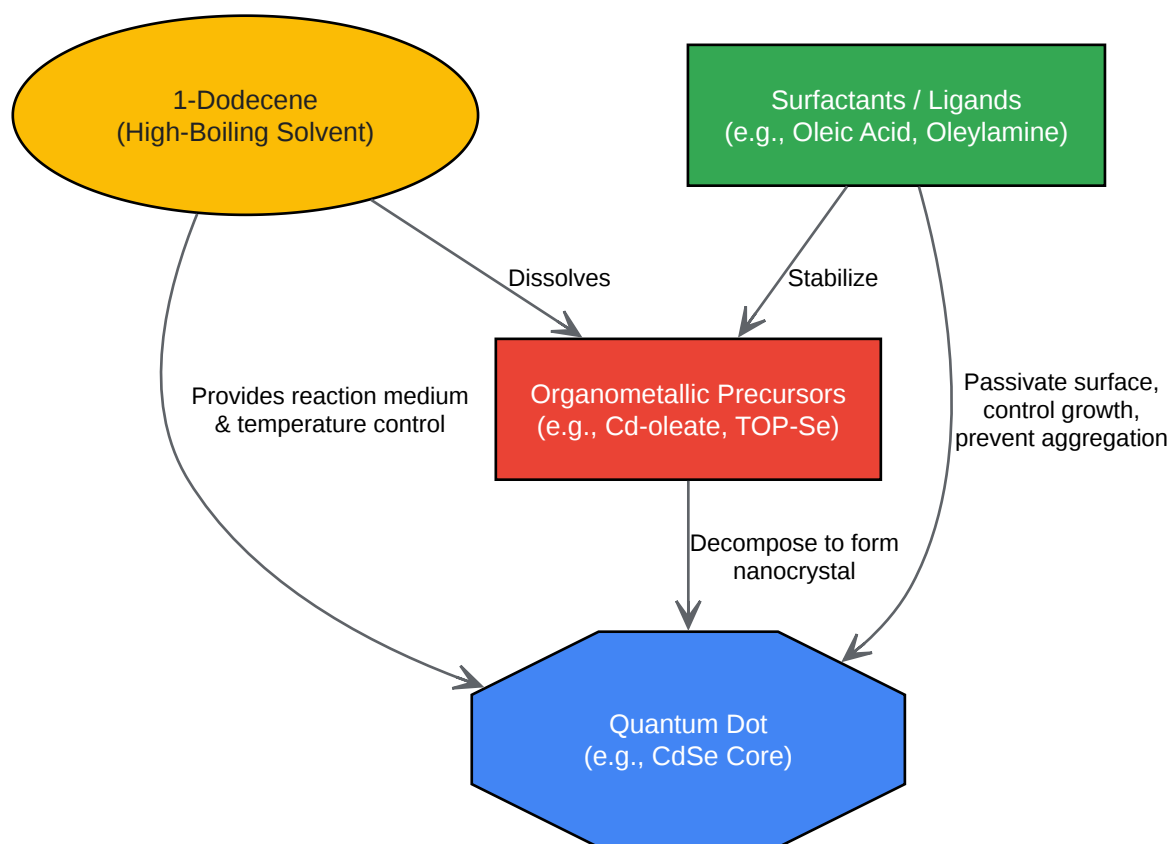 1-Dodecene
(High-Boiling Solvent)
Surfactants / Ligands
(e.g., Oleic Acid, Oleylamine)
Dissolves
Stabilize
Provides reaction medium
& temperature control
Organometallic Precursors
(e.g., Cd-oleate, TOP-Se)
Passivate surface,
control growth,
prevent aggregation
Decompose to form
nanocrystal
Quantum Dot
(e.g., CdSe Core)